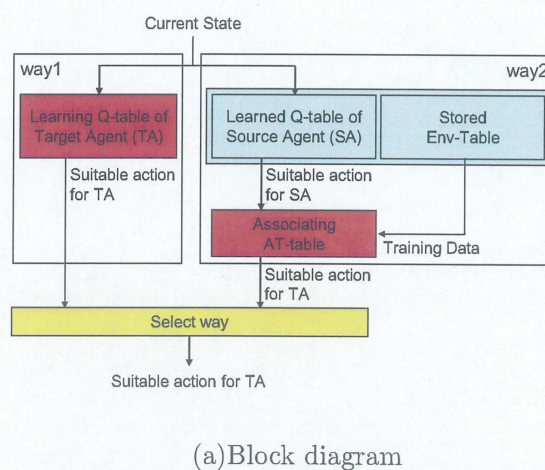 Current State
way1
way2
Learning Q-table of
Target Agent (TA)
Learned Q-table of
Source Agent (SA)
Stored
Env-Table
Suitable action
for TA
Suitable action
for SA
Associating
AT-table
Training Data
Suitable action
for TA
Select way
Suitable action for TA
(a)Block diagram